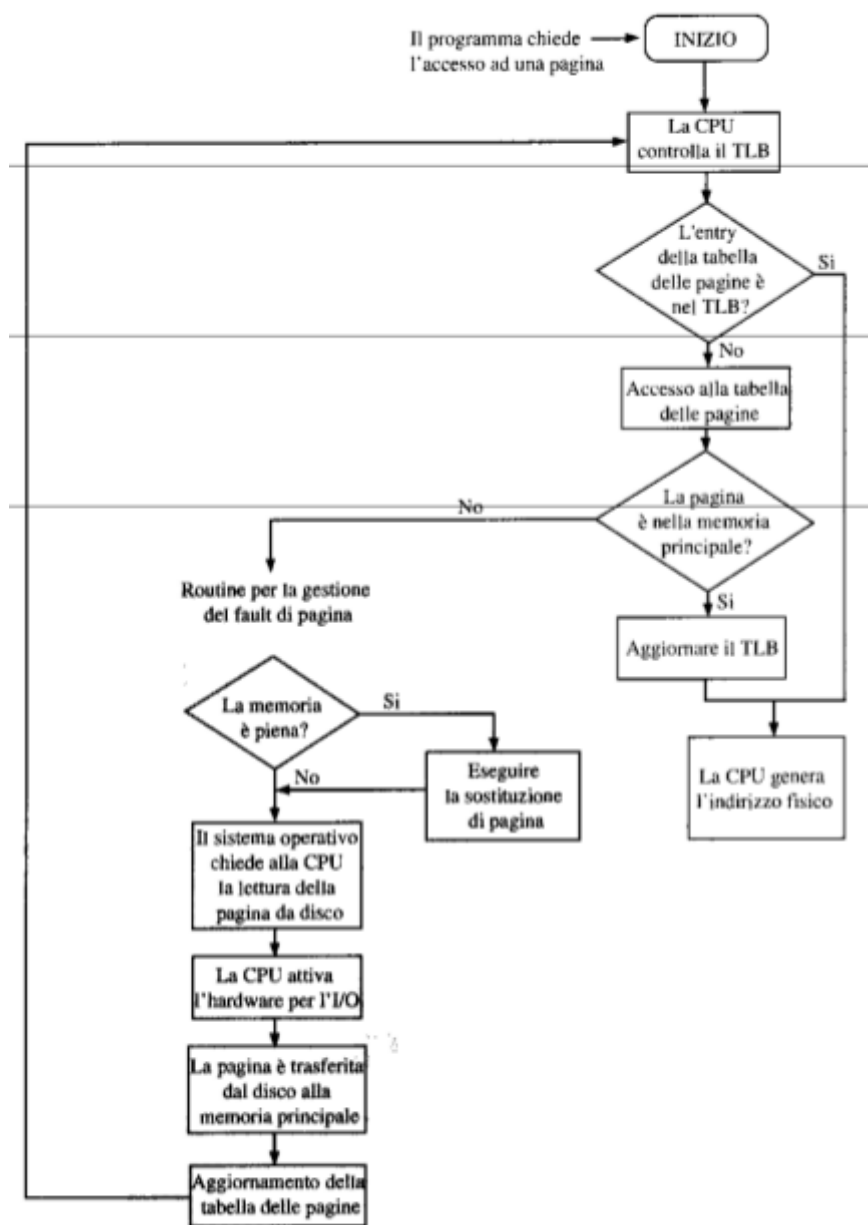 Il programma chiede
l'accesso ad una pagina
INIZIO
La CPU
controlla il TLB
L'entry
della tabella
delle pagine è
nel TLB?
Si
No
Accesso alla tabella
delle pagine
La pagina
è nella memoria
principale?
No
Si
Routine per la gestione
del fault di pagina
Aggiornare il TLB
La memoria
è piena?
Si
No
Eseguire
la sostituzione
di pagina
La CPU genera
l'indirizzo fisico
Il sistema operativo
chiede alla CPU
la lettura della
pagina da disco
La CPU attiva
l'hardware per l'I/O
La pagina è trasferita
dal disco alla
memoria principale
Aggiornamento della
tabella delle pagine